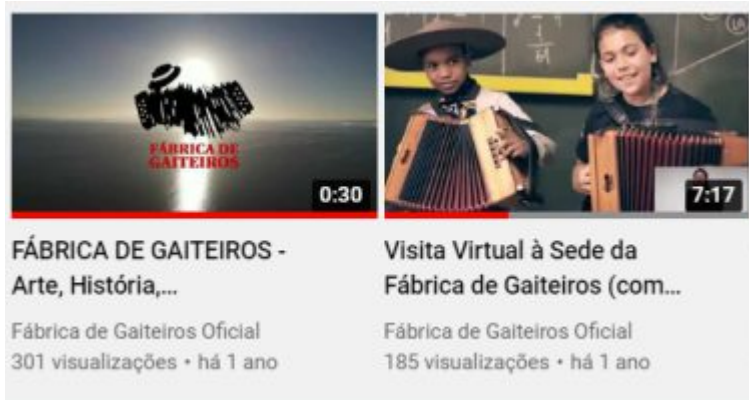 FÁBRICA DE
GAITEIROS
0:30
7:17
FÁBRICA DE GAITEIROS -
Arte, História,...
Fábrica de Gaiteiros Oficial
301 visualizações • há 1 ano
Visita Virtual à Sede da
Fábrica de Gaiteiros (com...
Fábrica de Gaiteiros Oficial
185 visualizações • há 1 ano